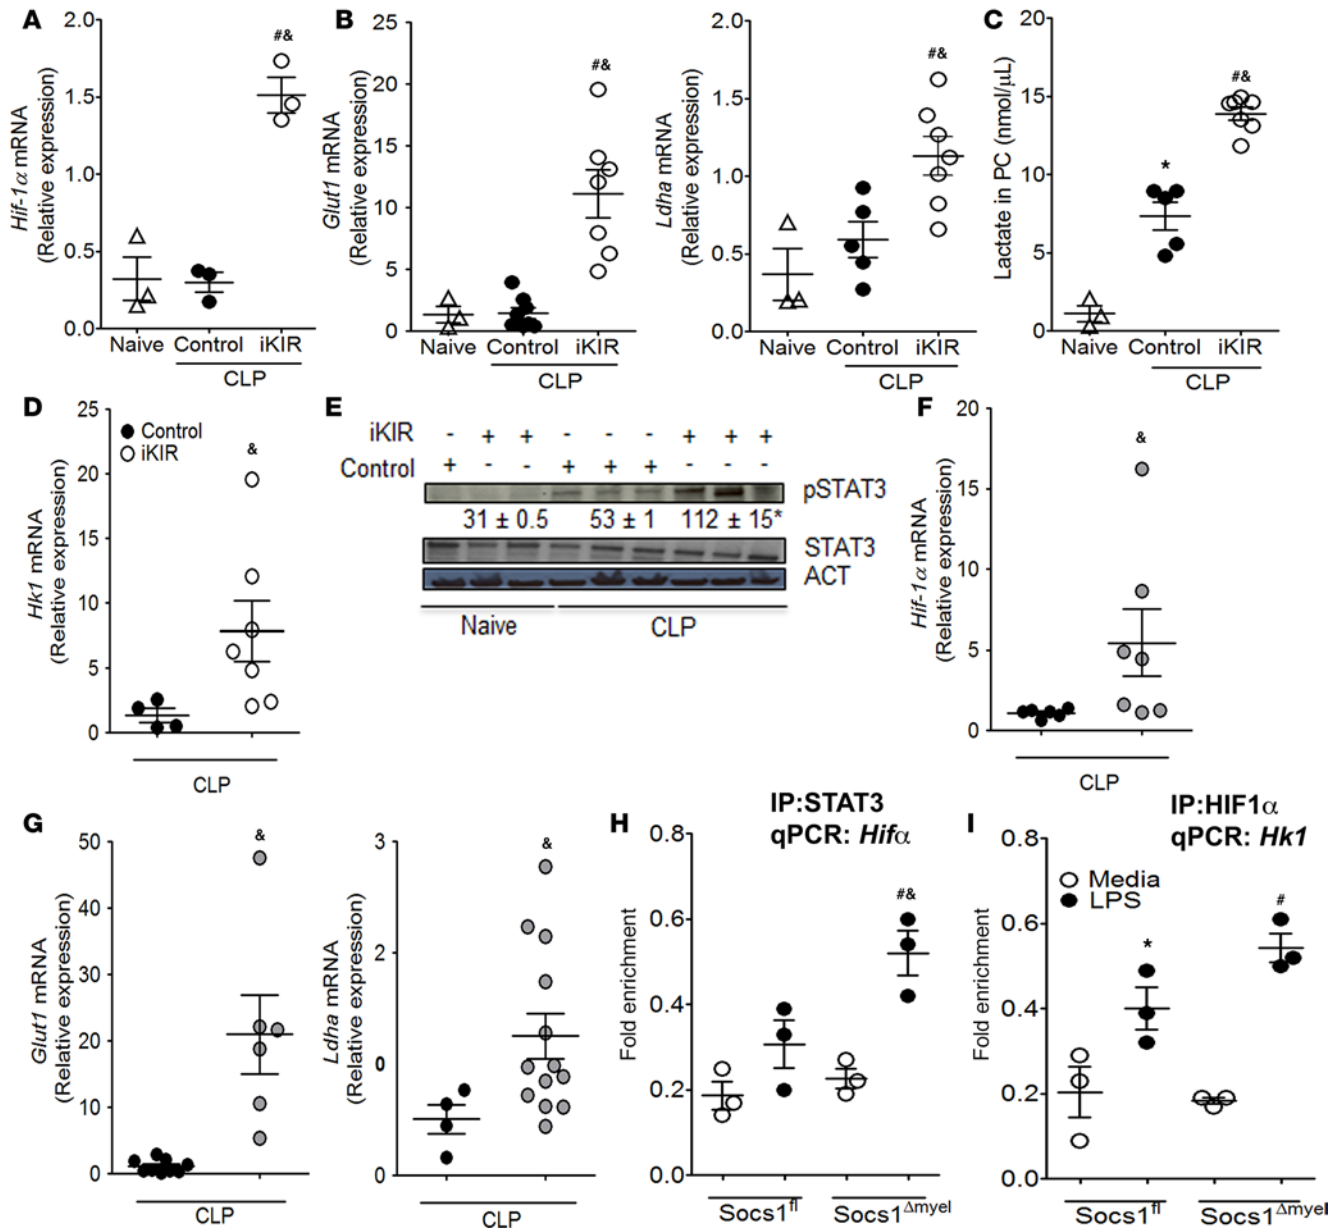 A
Hif-1α mRNA
(Relative expression)
2.0
1.5
1.0
0.5
0.0
#&
Naive
Control
iKIR
CLP
B
Glut1 mRNA
(Relative expression)
25
20
15
10
5
0
#&
Naive
Control
iKIR
CLP
Ldha mRNA
(Relative expression)
2.0
1.5
1.0
0.5
0.0
#&
Naive
Control
iKIR
CLP
C
Lactate in PC (nmol/μL)
20
15
10
5
0
*
#&
Naive
Control
iKIR
CLP
D
Hk1 mRNA
(Relative expression)
25
20
15
10
5
0
Control
iKIR
&
CLP
E
iKIR - + + - - - + + +
Control + - - + + + - - -
pSTAT3
31 ± 0.5 53 ± 1 112 ± 15*
STAT3
ACT
Naive
CLP
F
Hif-1α mRNA
(Relative expression)
20
15
10
5
0
&
CLP
G
Glut1 mRNA
(Relative expression)
50
40
30
20
10
0
&
CLP
Ldha mRNA
(Relative expression)
3
2
0
0
&
CLP
H
IP:STAT3
qPCR: Hifα
Fold enrichment
0.8
0.6
0.4
0.2
0.0
#&
Socs1fl
Socs1Δmyel
I
IP:HIF1α
qPCR: Hk1
Fold enrichment
0.8
0.6
0.4
0.2
0.0
Media
LPS
*
#
Socs1fl
Socs1Δmyel